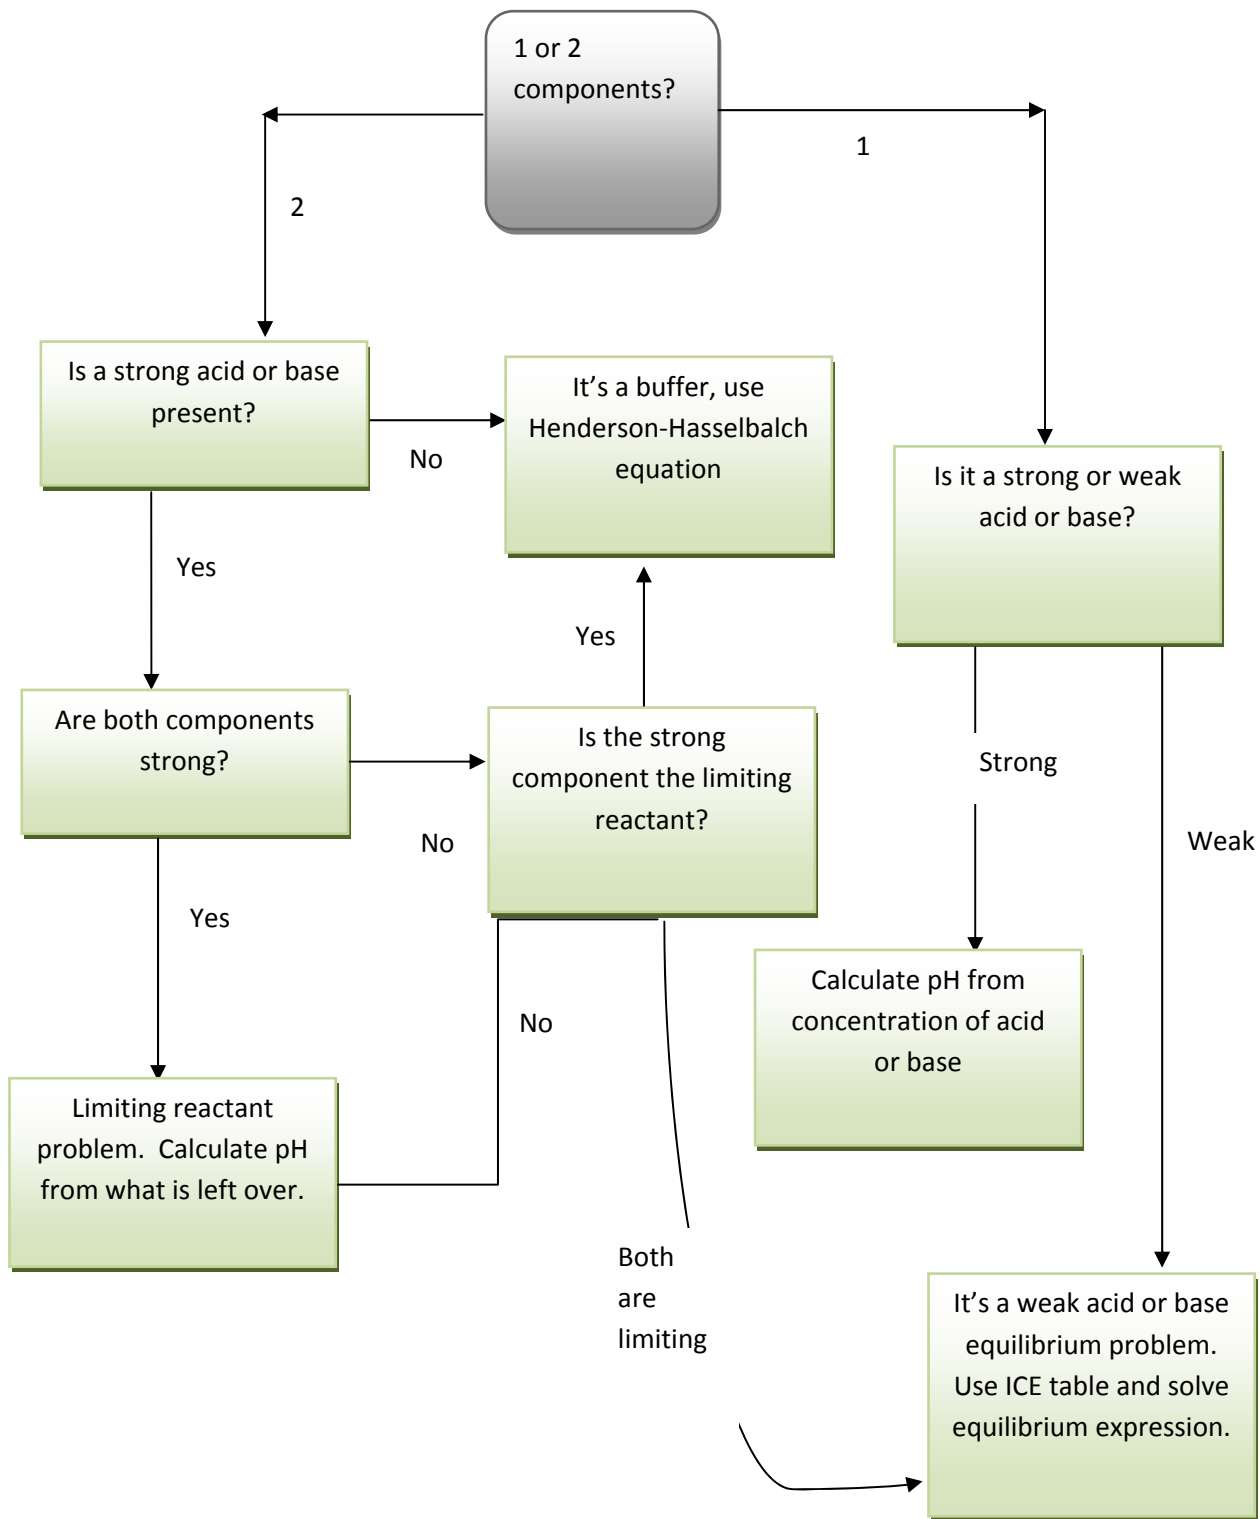 1 or 2
components?
1
2
Is a strong acid or base
present?
No
It's a buffer, use
Henderson-Hasselbalch
equation
Is it a strong or weak
acid or base?
Yes
Yes
Are both components
strong?
No
Is the strong
component the limiting
reactant?
Strong
Weak
Yes
No
Calculate pH from
concentration of acid
or base
Limiting reactant
problem.  Calculate pH
from what is left over.
Both
are
limiting
It's a weak acid or base
equilibrium problem.
Use ICE table and solve
equilibrium expression.